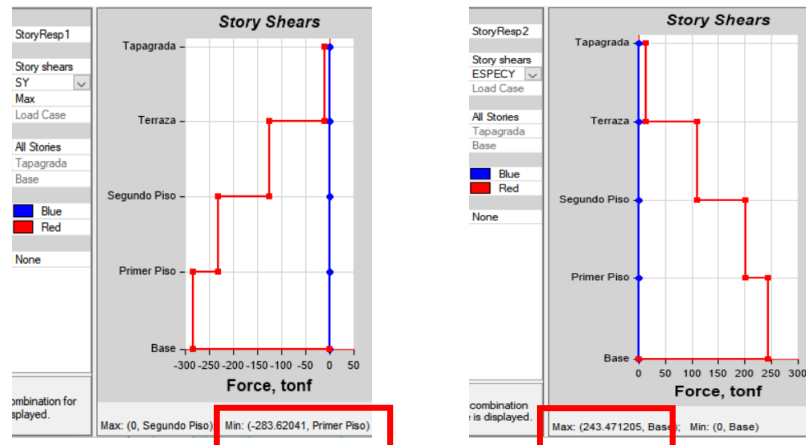 StoryResp1
Story shears
SY
Max
Load Case
All Stories
Tapagrada
Base
Blue
Red
None
ombination for
splayed.
Story Shears
Tapagrada
Terraza
Segundo Piso
Primer Piso
Base
-300 -250 -200 -150 -100 -50 0 50
Force, tonf
Max: (0, Segundo Piso) Min: (-283.62041, Primer Piso)
StoryResp2
Story shears
ESPECY
Load Case
All Stories
Tapagrada
Base
Blue
Red
None
combination
e is displayed.
Story Shears
Tapagrada
Terraza
Segundo Piso
Primer Piso
Base
0 50 100 150 200 250 300
Force, tonf
Max: (243.471205, Base); Min: (0, Base)